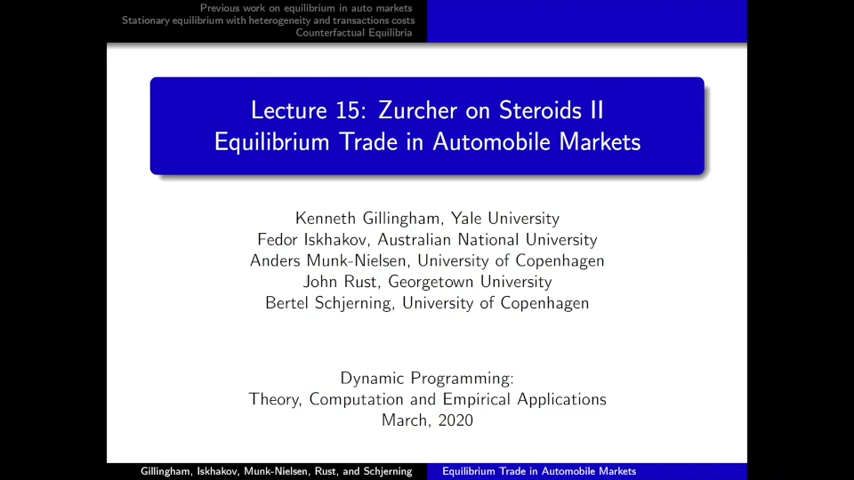 Previous work on equilibrium in auto markets
Stationary equilibrium with heterogeneity and transactions costs
Counterfactual Equilibria
Lecture 15: Zurcher on Steroids II
Equilibrium Trade in Automobile Markets
Kenneth Gillingham, Yale University
Fedor Iskhakov, Australian National University
Anders Munk-Nielsen, University of Copenhagen
John Rust, Georgetown University
Bertel Schjerning, University of Copenhagen
Dynamic Programming:
Theory, Computation and Empirical Applications
March, 2020
Gillingham, Iskhakov, Munk-Nielsen, Rust, and Schjerning
Equilibrium Trade in Automobile Markets